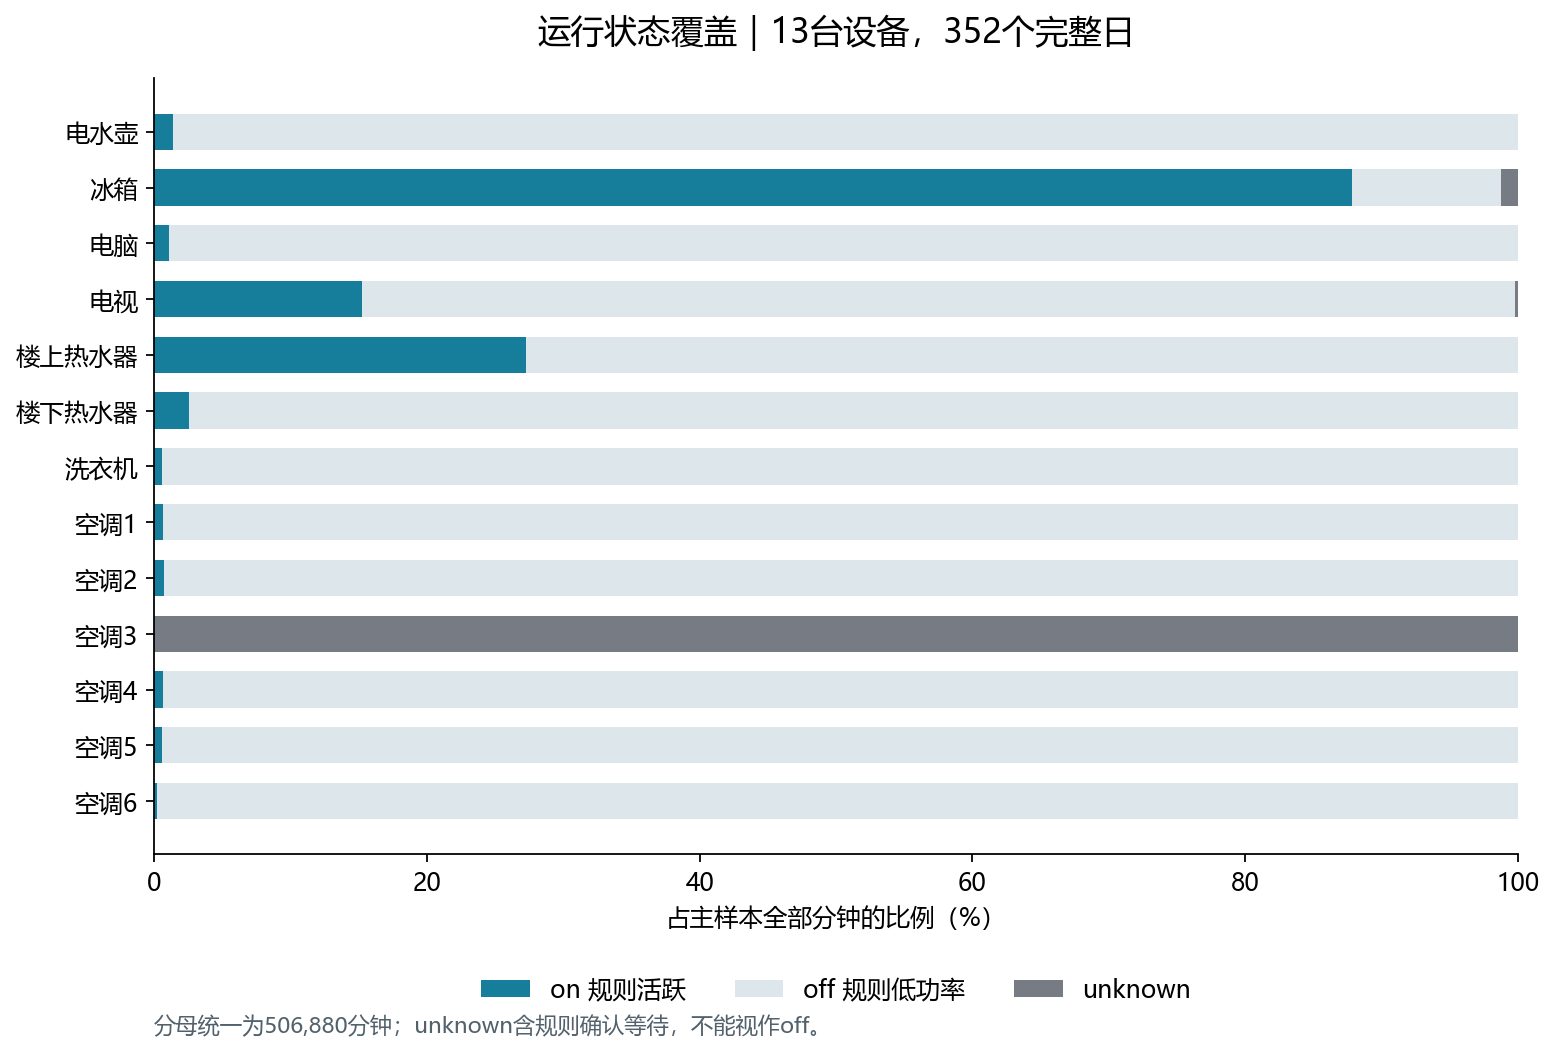 运行状态覆盖｜13台设备，352个完整日
电水壶
冰箱
电脑
电视
楼上热水器
楼下热水器
洗衣机
空调1
空调2
空调3
空调4
空调5
空调6
0 20 40 60 80 100
占主样本全部分钟的比例（%）
on 规则活跃 off 规则低功率 unknown
分母统一为506,880分钟；unknown含规则确认等待，不能视作off。